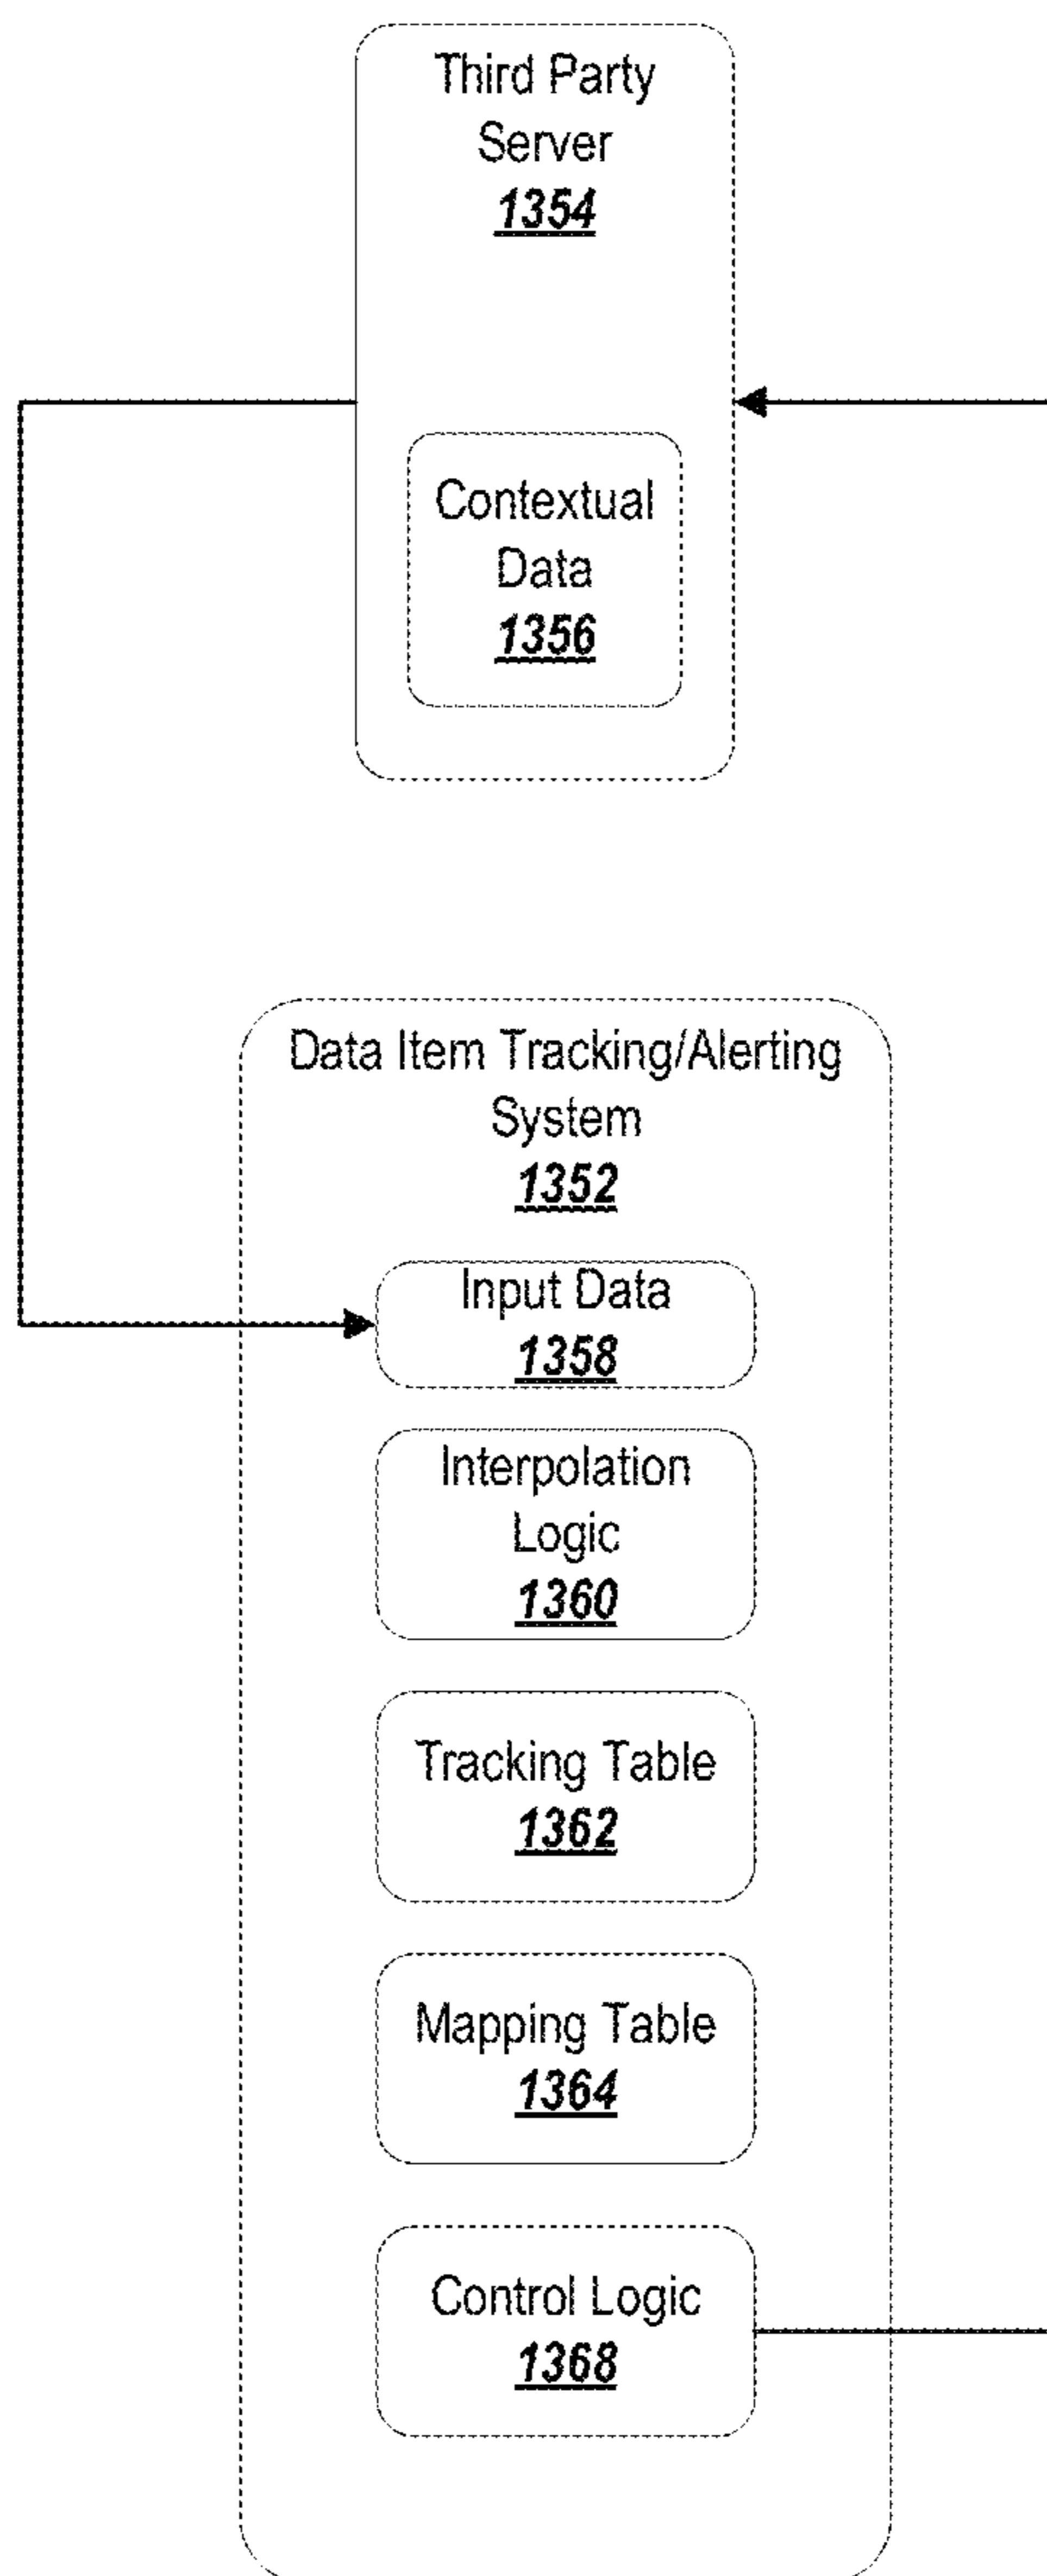 Third Party
Server
1354
Contextual
Data
1356
Data Item Tracking/Alerting
System
1352
Input Data
1358
Interpolation
Logic
1360
Tracking Table
1362
Mapping Table
1364
Control Logic
1368